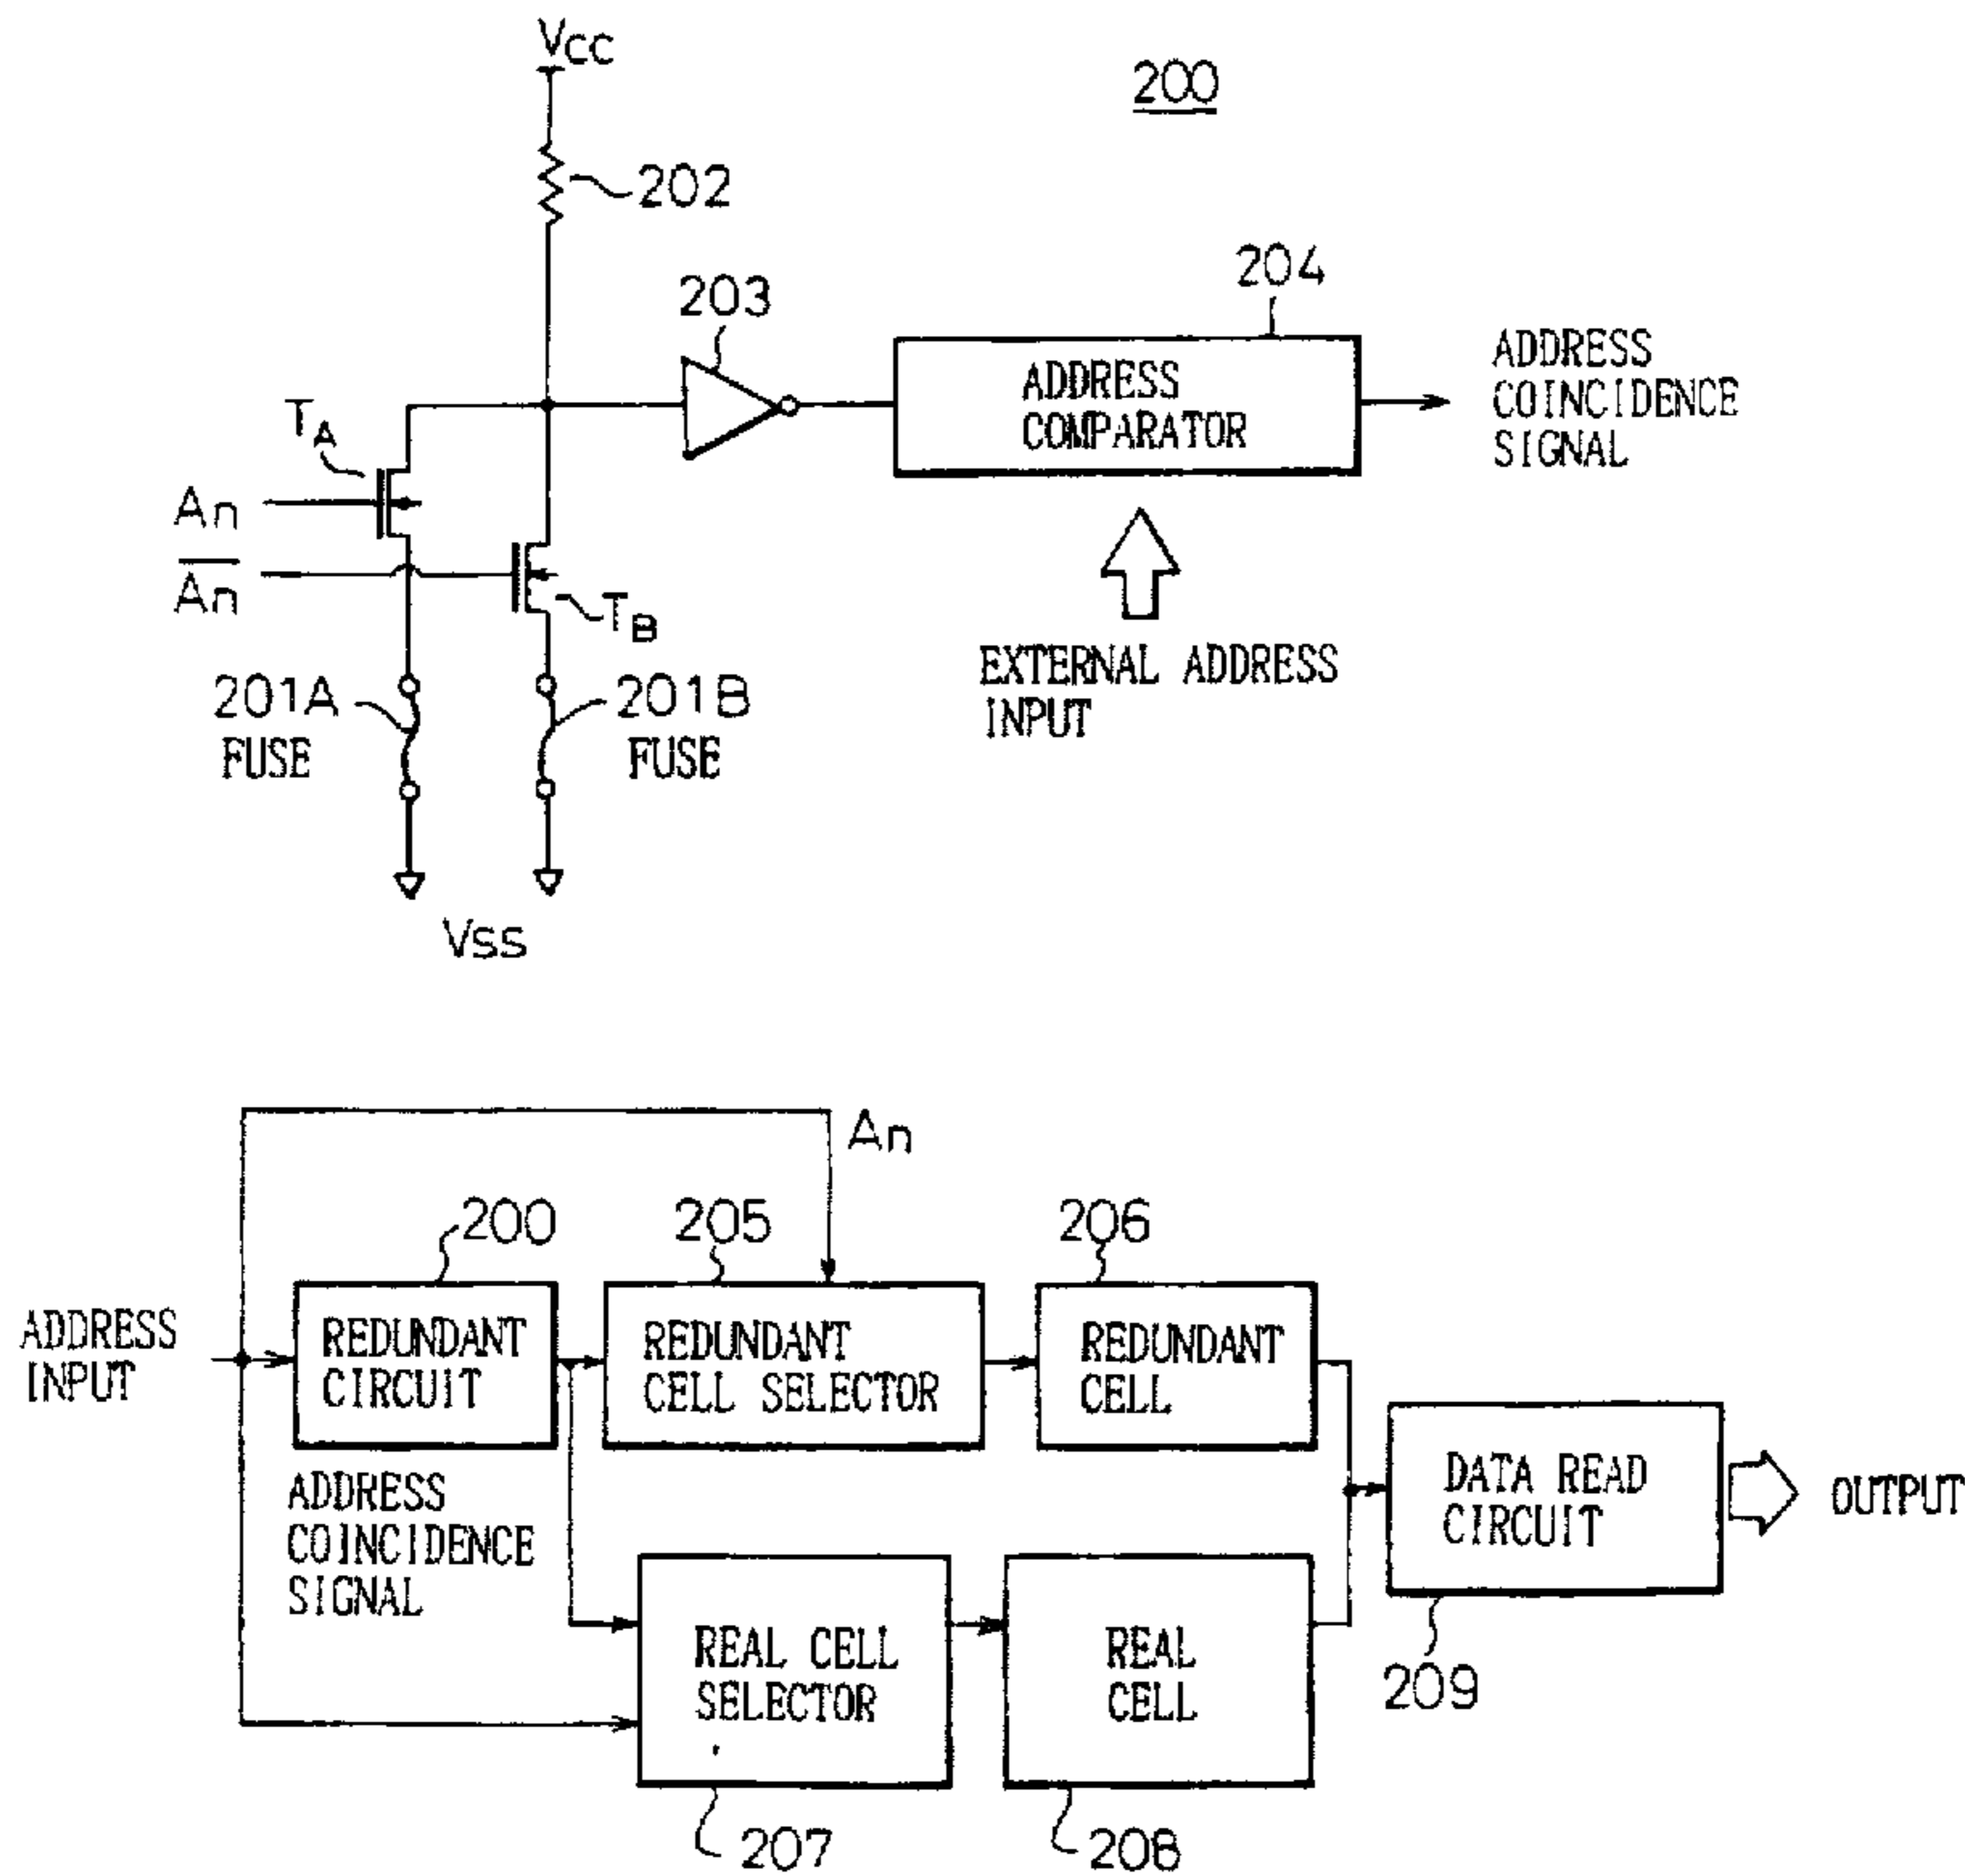 VCC
200
202
204
203
ADDRESS
COMPARATOR
ADDRESS
COINCIDENCE
SIGNAL
TA
An
A̅n̅
TB
EXTERNAL ADDRESS
INPUT
201A
FUSE
201B
FUSE
VSS
An
200
205
206
ADDRESS
INPUT
REDUNDANT
CIRCUIT
REDUNDANT
CELL SELECTOR
REDUNDANT
CELL
DATA READ
CIRCUIT
OUTPUT
ADDRESS
COINCIDENCE
SIGNAL
REAL CELL
SELECTOR
REAL
CELL
209
207
208